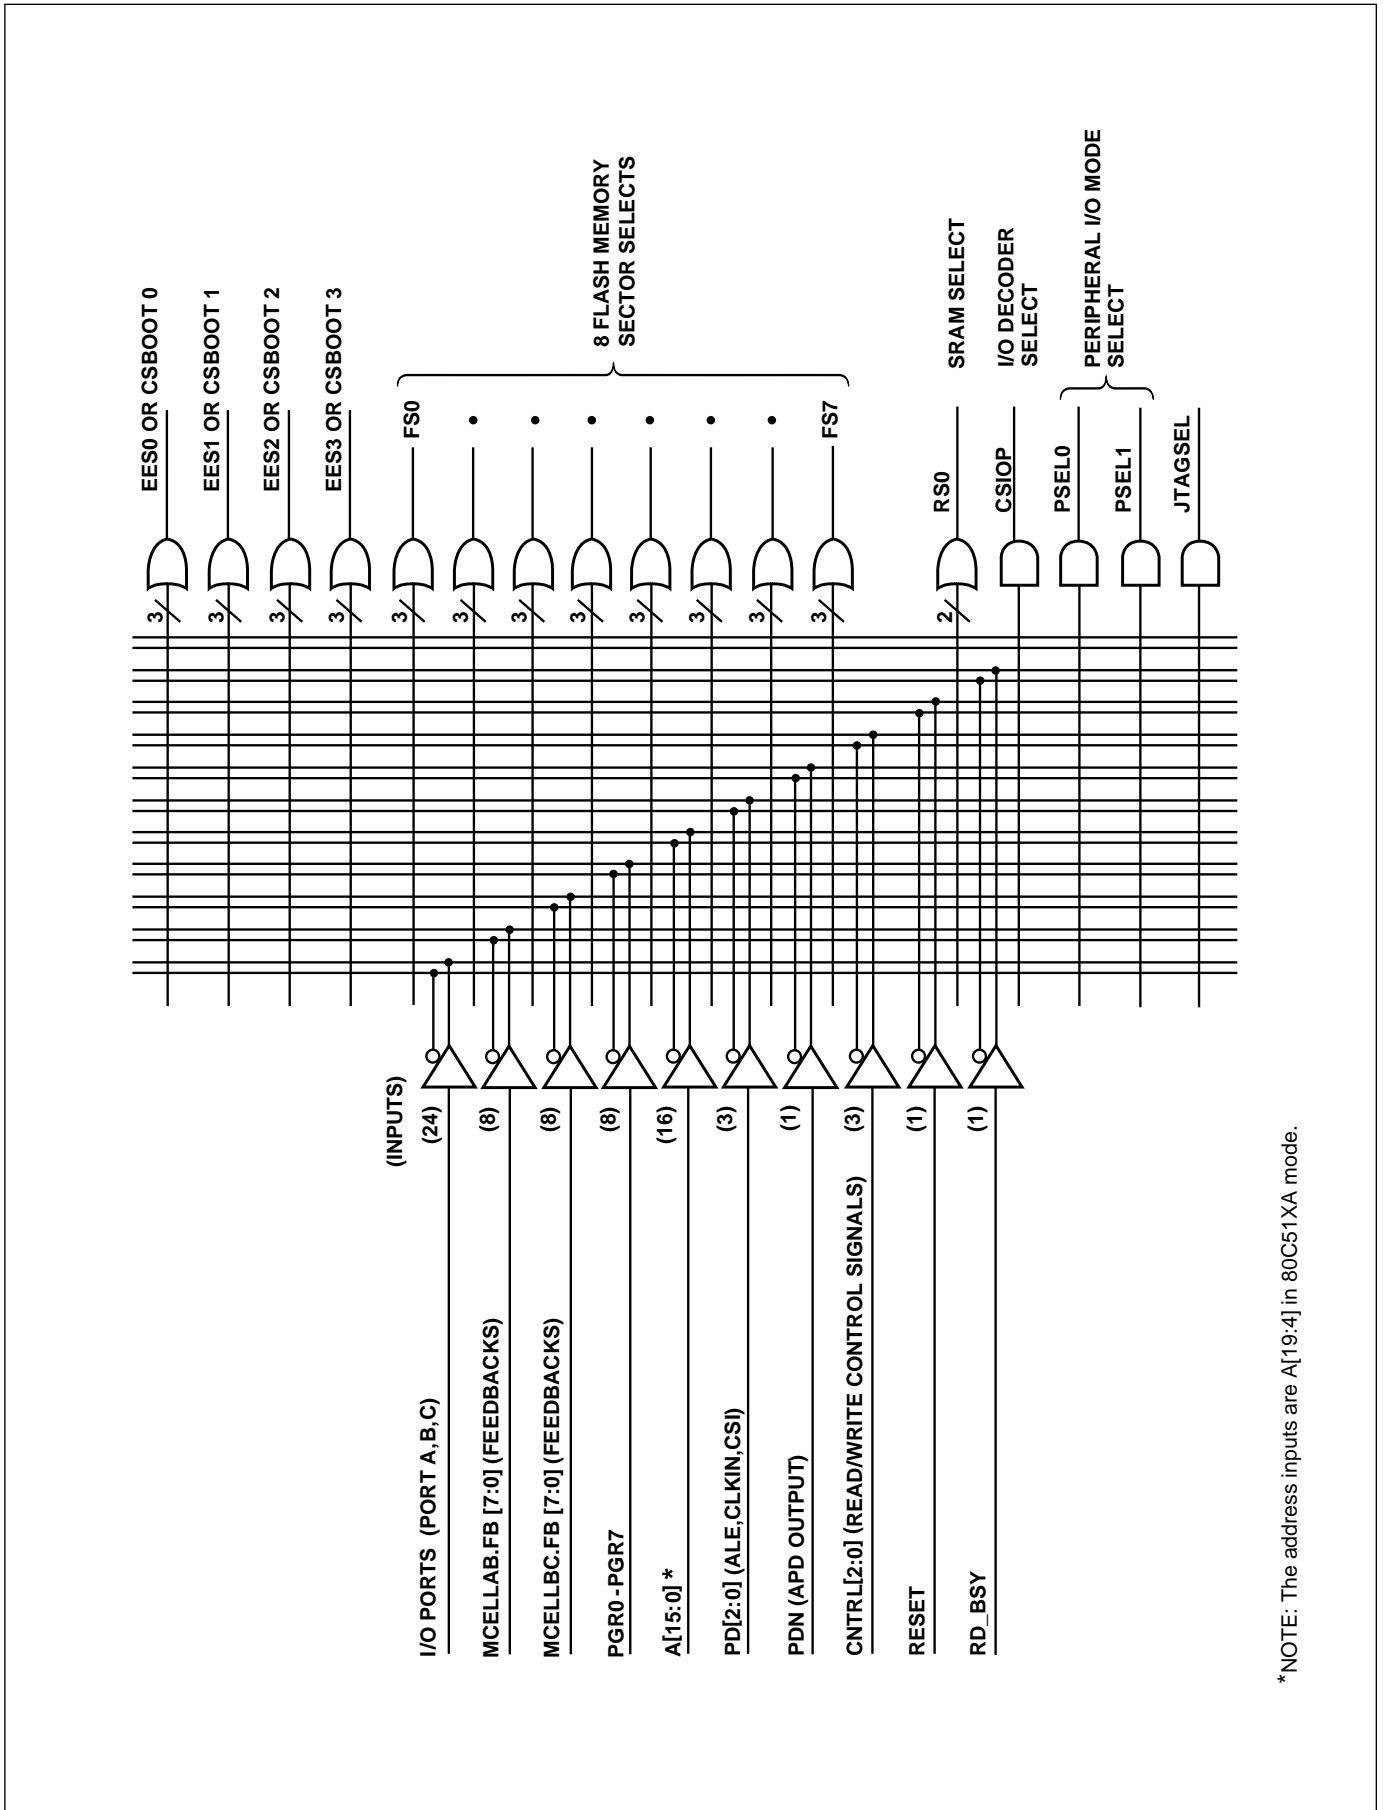 (INPUTS)
I/O PORTS (PORT A,B,C)
(24)
MCELLAB.FB [7:0] (FEEDBACKS)
(8)
MCELLBC.FB [7:0] (FEEDBACKS)
(8)
PGR0 - PGR7
(8)
A[15:0] *
(16)
PD[2:0] (ALE,CLKIN,CSI)
(3)
PDN (APD OUTPUT)
(1)
CNTRL[2:0] (READ/WRITE CONTROL SIGNALS)
(3)
RESET
(1)
RD_BSY
(1)
3
EES0 OR CSBOOT 0
3
EES1 OR CSBOOT 1
3
EES2 OR CSBOOT 2
3
EES3 OR CSBOOT 3
3
FS0
3
3
3
3
3
3
3
FS7
8 FLASH MEMORY
SECTOR SELECTS
2
RS0
SRAM SELECT
CSIOP
I/O DECODER
SELECT
PSEL0
PSEL1
PERIPHERAL I/O MODE
SELECT
JTAGSEL
*NOTE: The address inputs are A[19:4] in 80C51XA mode.